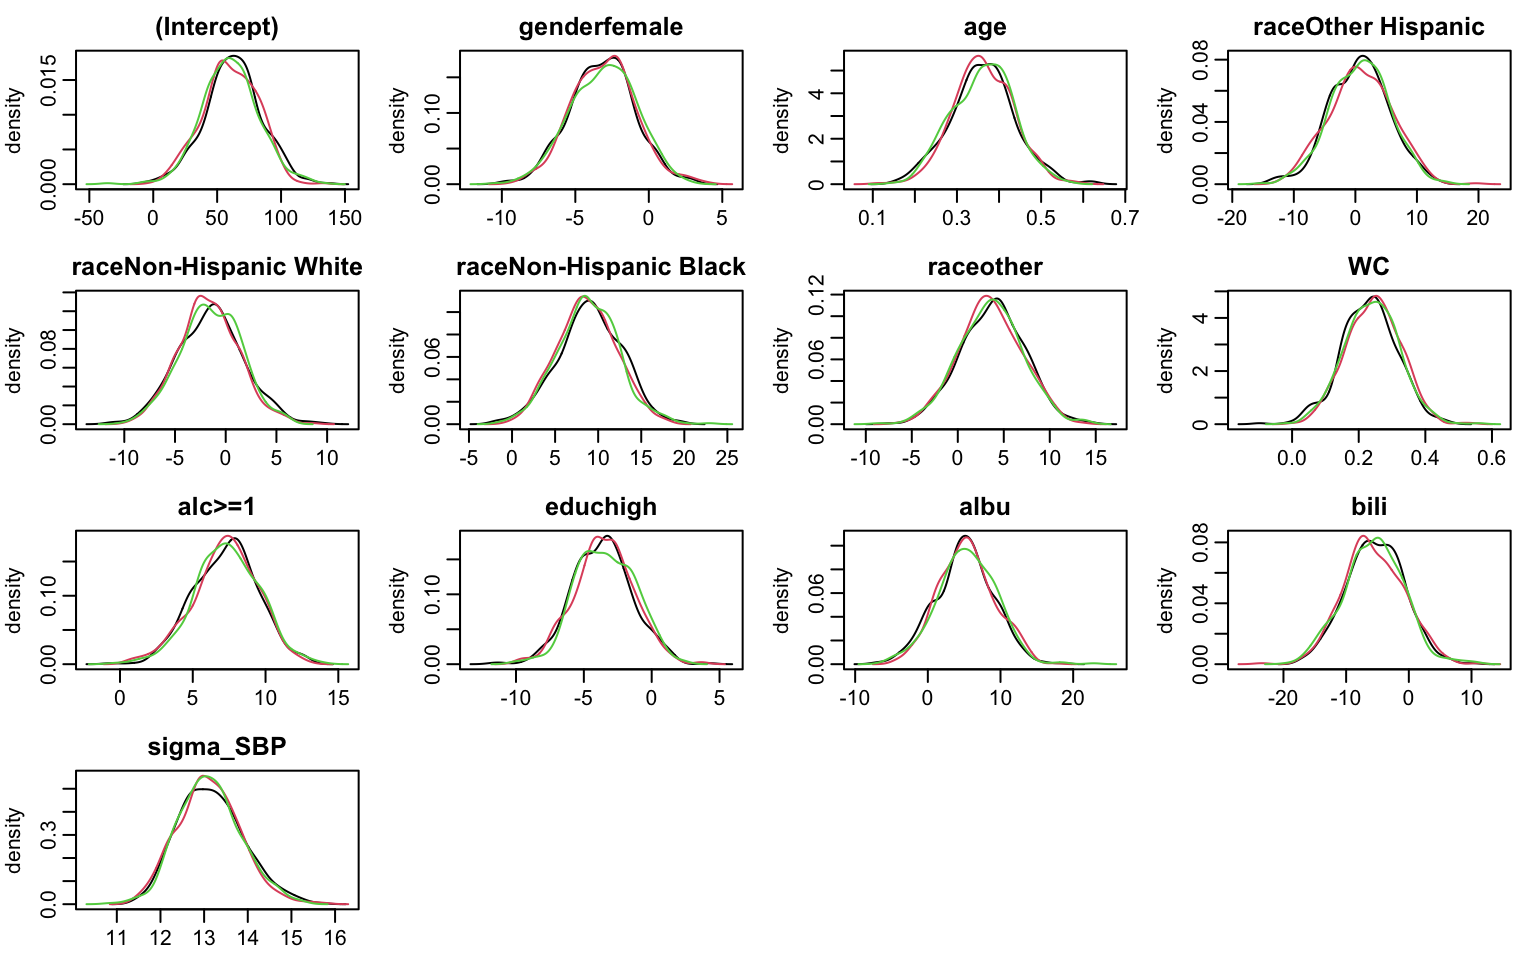 (Intercept)
genderfemale
age
raceOther Hispanic
density
0.000 0.015
-50 0 50 100 150
density
0.00 0.10
-10 -5 0 5
density
0 2 4
0.1 0.3 0.5 0.7
density
0.00 0.04 0.08
-20 -10 0 10 20
raceNon-Hispanic White
raceNon-Hispanic Black
raceother
WC
density
0.00 0.08
-10 -5 0 5 10
density
0.00 0.06
-5 0 5 10 15 20 25
density
0.00 0.06 0.12
-10 -5 0 5 10 15
density
0 2 4
0.0 0.2 0.4 0.6
alc>=1
educhigh
albu
bili
density
0.00 0.10
0 5 10 15
density
0.00 0.10
-10 -5 0 5
density
0.00 0.06
-10 0 10 20
density
0.00 0.04 0.08
-20 -10 0 10
sigma_SBP
density
0.0 0.3
11 12 13 14 15 16